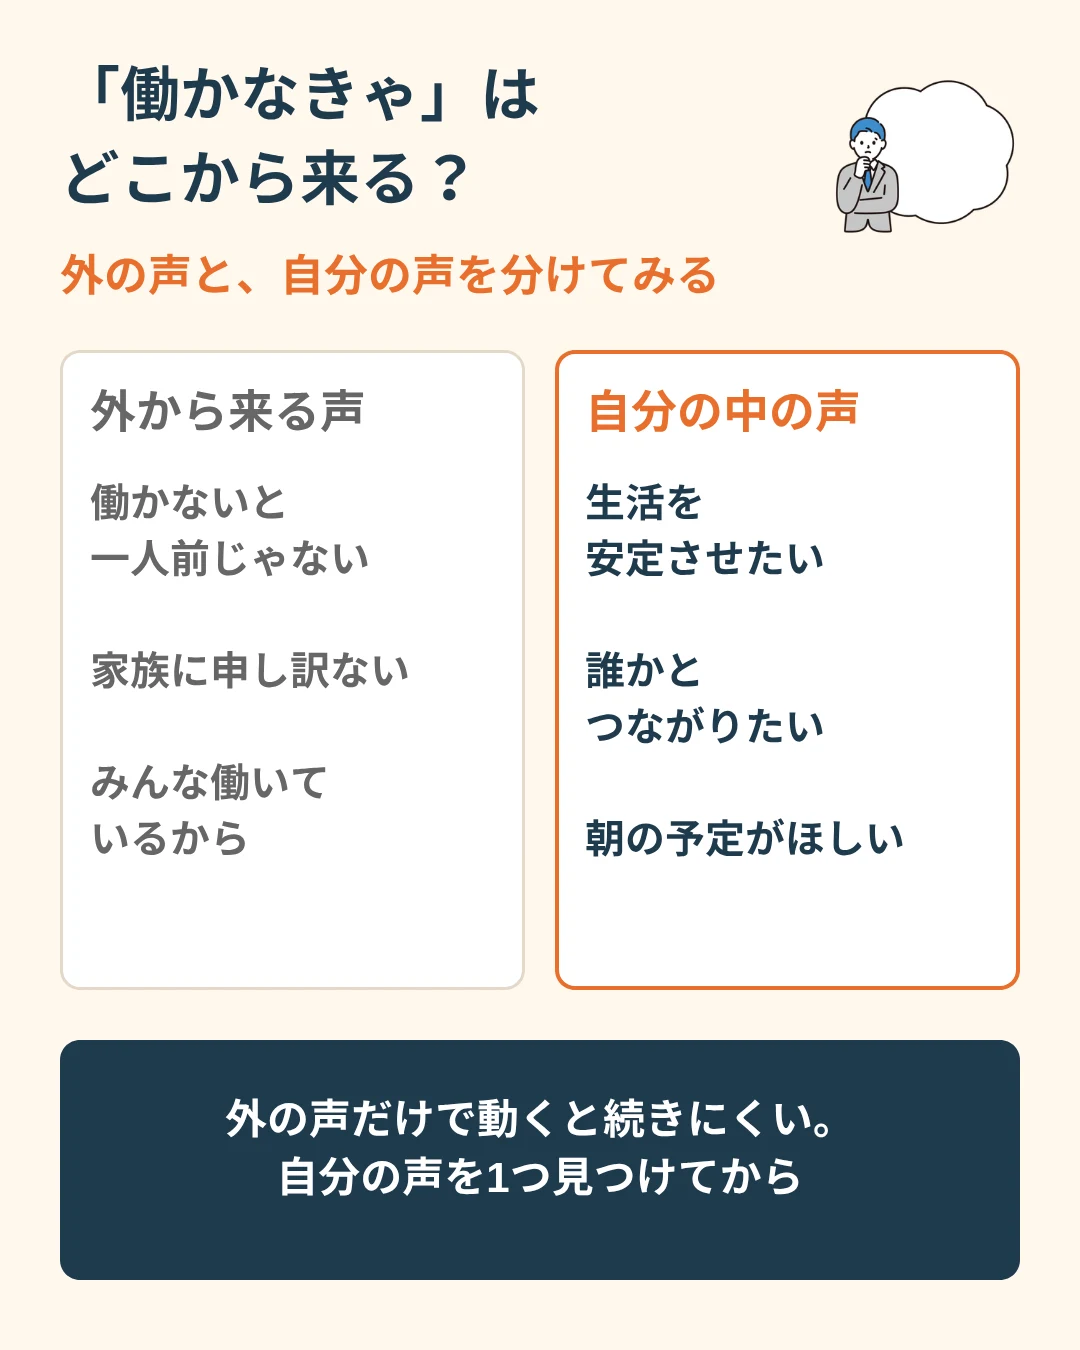 「働かなきゃ」は
どこから来る？
外の声と、自分の声を分けてみる
外から来る声
働かないと
一人前じゃない
家族に申し訳ない
みんな働いて
いるから
自分の中の声
生活を
安定させたい
誰かと
つながりたい
朝の予定がほしい
外の声だけで動くと続きにくい。
自分の声を1つ見つけてから